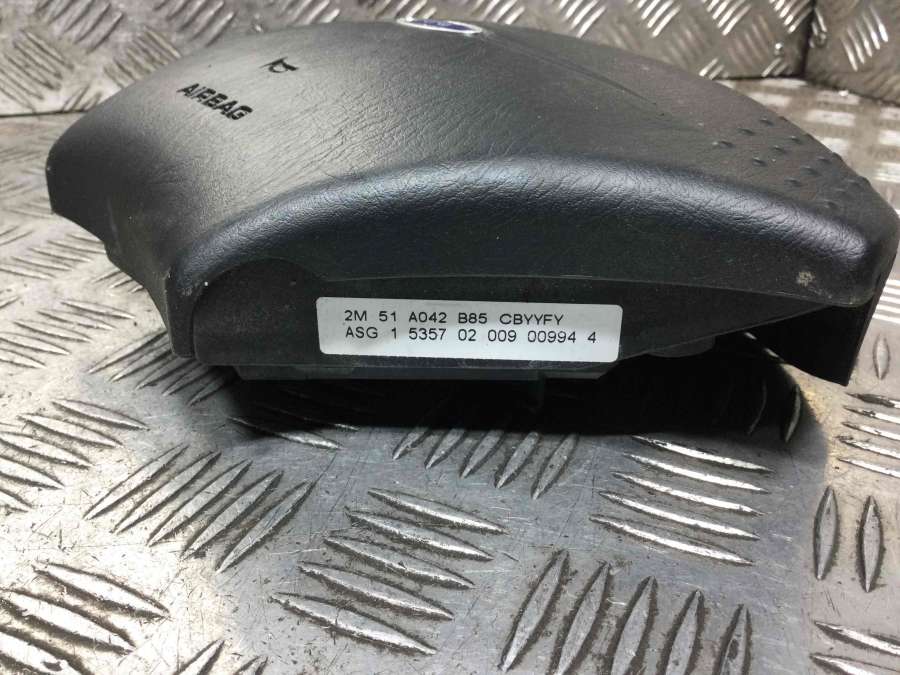 AIRBAG
2M 51 A042 B85 CBYYFY
ASG 1 5357 02 009 00994 4